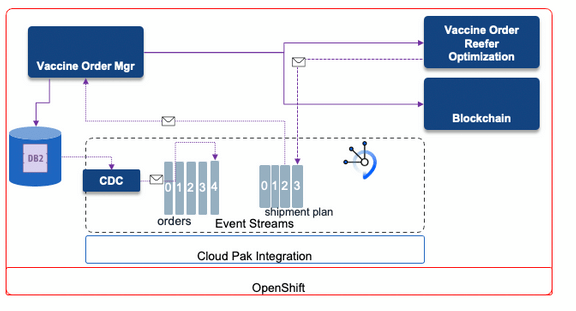 Vaccine Order Mgr
Vaccine Order
Reefer
Optimization
Blockchain
DB2
CDC
0 1 2 3 4
orders
0 1 2 3
shipment plan
Event Streams
Cloud Pak Integration
OpenShift